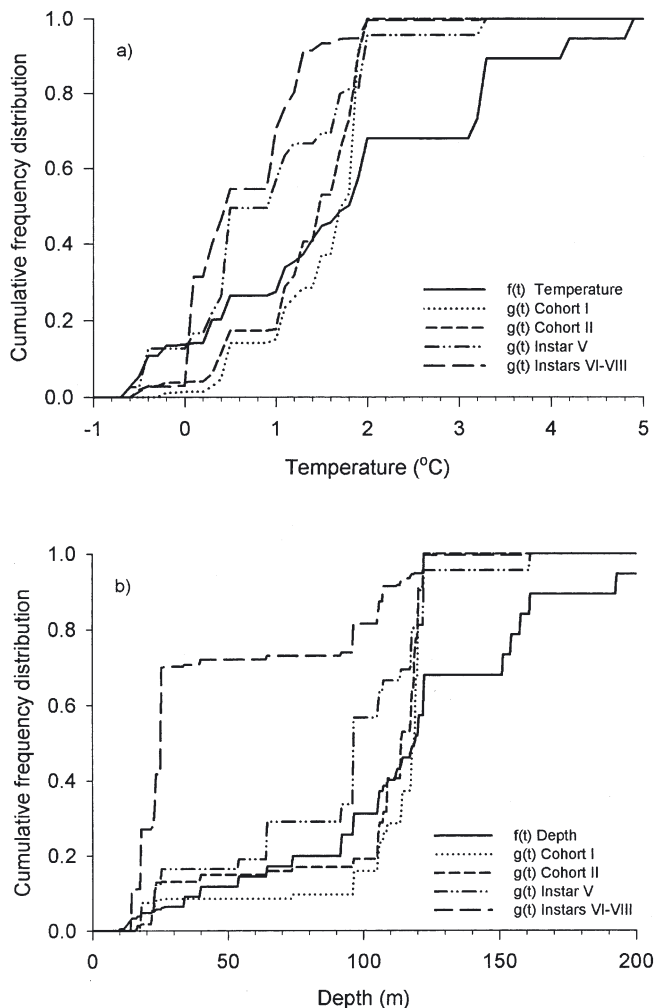 a)
Cumulative frequency distribution
1.0
0.8
0.6
0.4
0.2
0.0
-1 0 1 2 3 4 5
Temperature (°C)
f(t) Temperature
g(t) Cohort I
g(t) Cohort II
g(t) Instar V
g(t) Instars VI-VIII
b)
Cumulative frequency distribution
1.0
0.8
0.6
0.4
0.2
0.0
0 50 100 150 200
Depth (m)
f(t) Depth
g(t) Cohort I
g(t) Cohort II
g(t) Instar V
g(t) Instars VI-VIII